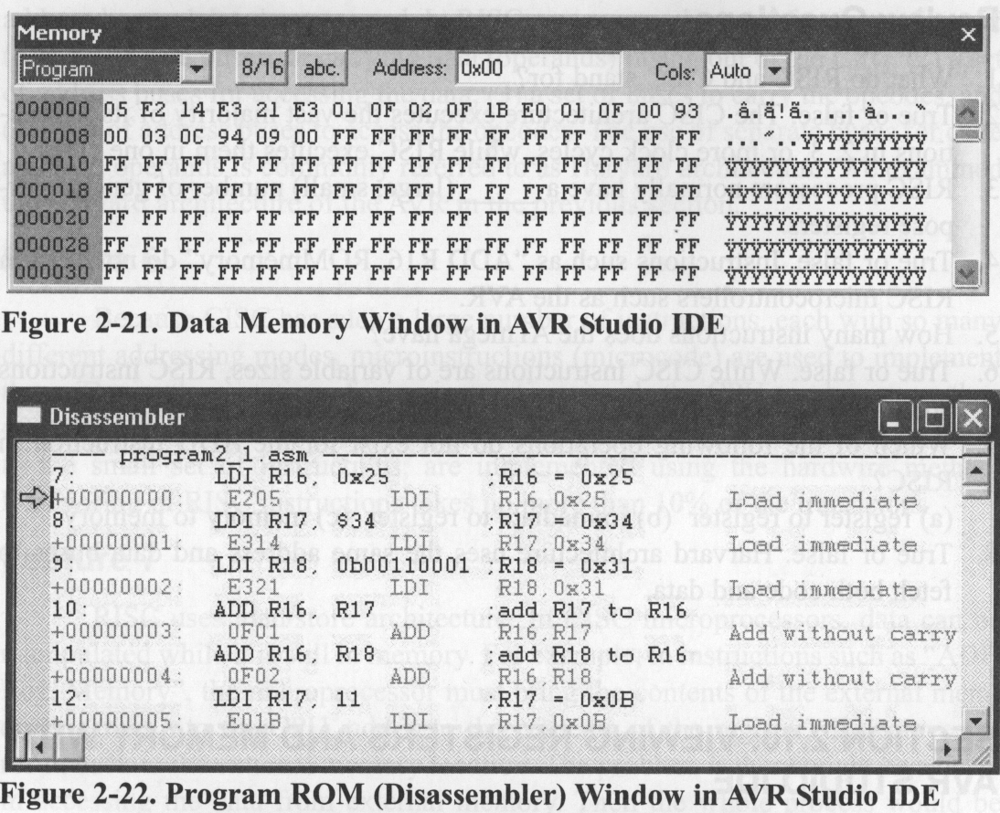 Memory
Program 8/16 abc. Address: 0x00 Cols: Auto
000000 05 E2 14 E3 21 E3 01 0F 02 0F 1B E0 01 0F 00 93 .â.ã!ã.....à..."
000008 00 03 0C 94 09 00 FF FF FF FF FF FF FF FF FF FF ...".. ÿÿÿÿÿÿÿÿÿÿ
000010 FF FF FF FF FF FF FF FF FF FF FF FF FF FF FF FF ÿÿÿÿÿÿÿÿÿÿÿÿÿÿÿÿ
000018 FF FF FF FF FF FF FF FF FF FF FF FF FF FF FF FF ÿÿÿÿÿÿÿÿÿÿÿÿÿÿÿÿ
000020 FF FF FF FF FF FF FF FF FF FF FF FF FF FF FF FF ÿÿÿÿÿÿÿÿÿÿÿÿÿÿÿÿ
000028 FF FF FF FF FF FF FF FF FF FF FF FF FF FF FF FF ÿÿÿÿÿÿÿÿÿÿÿÿÿÿÿÿ
000030 FF FF FF FF FF FF FF FF FF FF FF FF FF FF FF FF ÿÿÿÿÿÿÿÿÿÿÿÿÿÿÿÿ
Figure 2-21. Data Memory Window in AVR Studio IDE
Disassembler
program2_1.asm
7: LDI R16, 0x25 ;R16 = 0x25
+00000000: E205 LDI R16,0x25 Load immediate
8: LDI R17, $34 ;R17 = 0x34
+00000001: E314 LDI R17,0x34 Load immediate
9: LDI R18, 0b00110001 ;R18 = 0x31
+00000002: E321 LDI R18,0x31 Load immediate
10: ADD R16, R17 ;add R17 to R16
+00000003: 0F01 ADD R16,R17 Add without carry
11: ADD R16, R18 ;add R18 to R16
+00000004: 0F02 ADD R16,R18 Add without carry
12: LDI R17, 11 ;R17 = 0x0B
+00000005: E01B LDI R17,0x0B Load immediate
Figure 2-22. Program ROM (Disassembler) Window in AVR Studio IDE